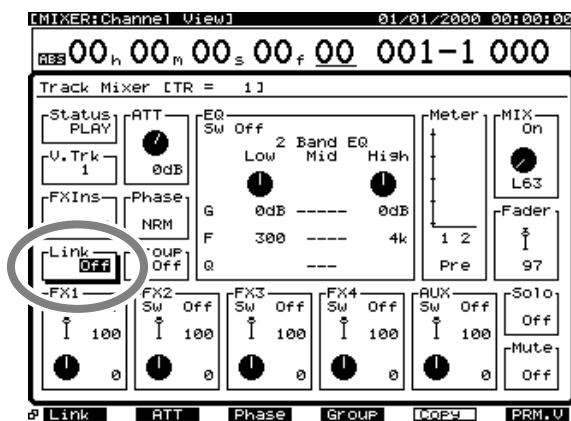 [MIXER:Channel View] 01/01/2000 00:00:00
ABS 00h 00m 00s 00f 00 001-1 000
Track Mixer [TR = 1]
Status ATT EQ Meter MIX
PLAY Sw Off On
2 Band EQ
Low Mid High
V.Trk
1 0dB L63
FXIns Phase Fader
G 0dB ----- 0dB
NRM
F 300 ---- 4k 1 2
Link Group
Off Off Q --- Pre 97
FX1 FX2 FX3 FX4 AUX Solo
Sw Off Sw Off Sw Off Sw Off Off
100 100 100 100 100
Mute
0 0 0 0 0 Off
Link ATT Phase Group COPY PRM.V